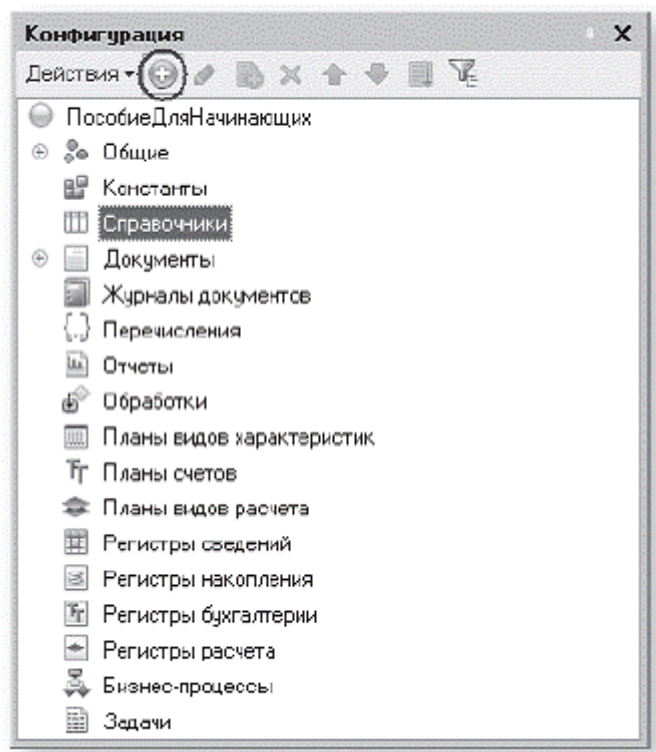 Конфигурация
Действия
ПособиеДляНачинающих
Общие
Константы
Справочники
Документы
Журналы документов
Перечисления
Отчеты
Обработки
Планы видов характеристик
Планы счетов
Планы видов расчета
Регистры сведений
Регистры накопления
Регистры бухгалтерии
Регистры расчета
Бизнес-процессы
Задачи